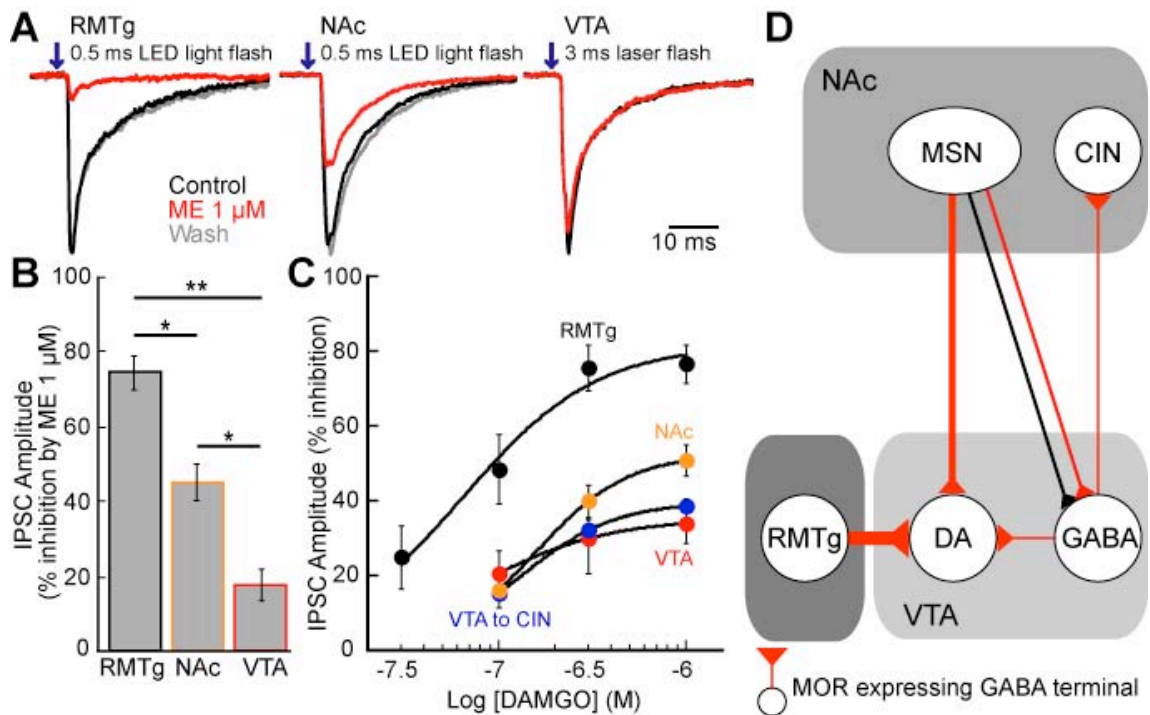 A
RMTg
0.5 ms LED light flash
NAc
0.5 ms LED light flash
VTA
3 ms laser flash
Control
ME 1 µM
Wash
10 ms
B
IPSC Amplitude
(% inhibition by ME 1 µM)
100
80
60
40
20
0
**
*
*
RMTg
NAc
VTA
C
IPSC Amplitude (% inhibition)
100
80
60
40
20
0
RMTg
NAc
VTA
VTA to CIN
-7.5
-7
-6.5
-6
Log [DAMGO] (M)
D
NAc
MSN
CIN
RMTg
DA
GABA
VTA
MOR expressing GABA terminal